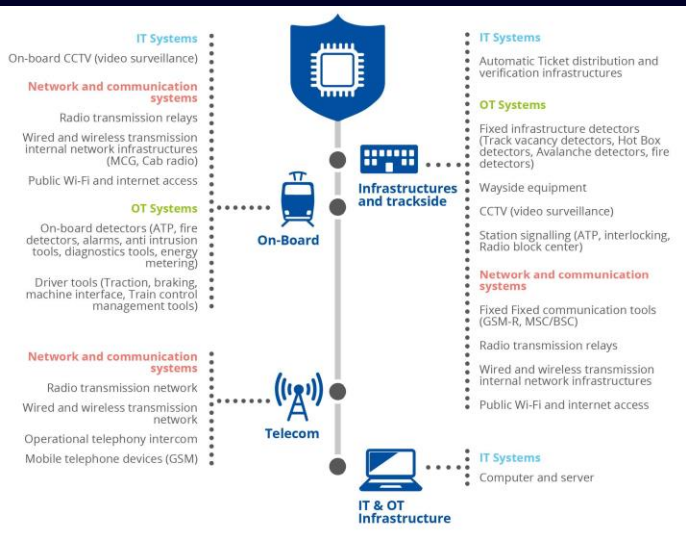 IT Systems
On-board CCTV (video surveillance)
Network and communication
systems
Radio transmission relays
Wired and wireless transmission
internal network infrastructures
(MCG, Cab radio)
Public Wi-Fi and internet access
OT Systems
On-board detectors (ATP, fire
detectors, alarms, anti intrusion
tools, diagnostics tools, energy
metering)
Driver tools (Traction, braking,
machine interface, Train control
management tools)
On-Board
Infrastructures
and trackside
IT Systems
Automatic Ticket distribution and
verification infrastructures
OT Systems
Fixed infrastructure detectors
(Track vacancy detectors, Hot Box
detectors, Avalanche detectors, fire
detectors)
Wayside equipment
CCTV (video surveillance)
Station signalling (ATP, interlocking,
Radio block center)
Network and communication
systems
Fixed Fixed communication tools
(GSM-R, MSC/BSC)
Radio transmission relays
Wired and wireless transmission
internal network infrastructures
Public Wi-Fi and internet access
Network and communication
systems
Radio transmission network
Wired and wireless transmission
network
Operational telephony intercom
Mobile telephone devices (GSM)
Telecom
IT & OT
Infrastructure
IT Systems
Computer and server